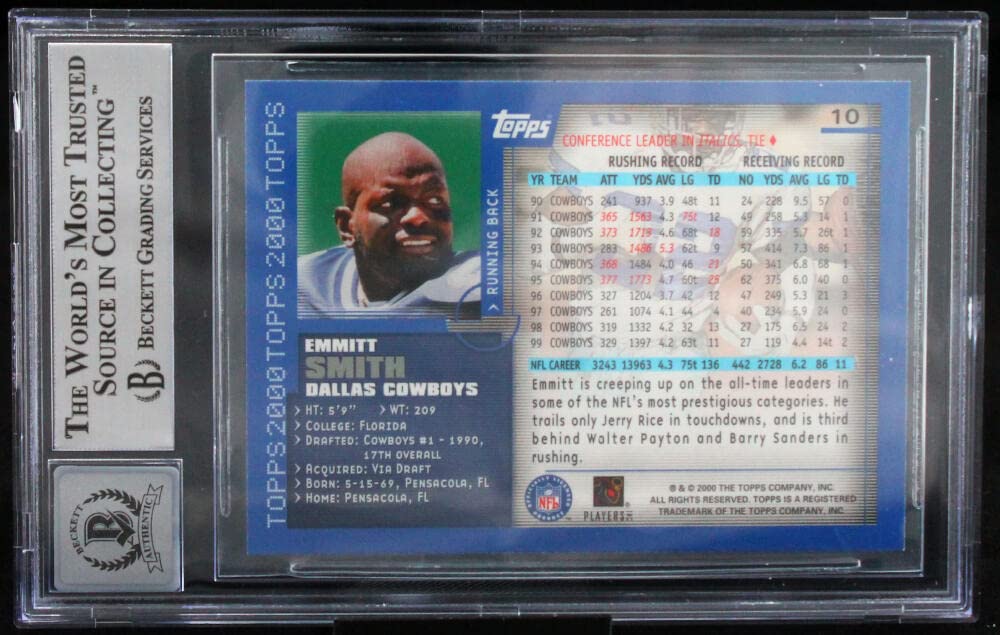 THE WORLD'S MOST TRUSTED
SOURCE IN COLLECTING™
BECKETT GRADING SERVICES
B
BECKETT
AUTHENTIC
TOPPS2000TOPPS2000TOPPS
topps
RUNNING BACK
10
CONFERENCE LEADER IN ITALICS, TIE ♦
RUSHING RECORD RECEIVING RECORD
YR TEAM ATT YDS AVG LG TD NO YDS AVG LG TD
90 COWBOYS 241 937 3.9 48t 11 24 228 9.5 57 0
91 COWBOYS 365 1563 4.3 75t 12 49 258 5.3 14 1
92 COWBOYS 373 1713 4.6 68t 18 59 335 5.7 26t 1
93 COWBOYS 283 1486 5.3 62t 9 57 414 7.3 86 1
94 COWBOYS 368 1484 4.0 46 21 50 341 6.8 68 1
95 COWBOYS 377 1773 4.7 60t 25 62 375 6.0 40 0
96 COWBOYS 327 1204 3.7 42 12 47 249 5.3 21 3
97 COWBOYS 261 1074 4.1 44 4 40 234 5.9 24 0
98 COWBOYS 319 1332 4.2 32 13 27 175 6.5 24 2
99 COWBOYS 329 1397 4.2 63t 11 27 119 4.4 14t 2
NFL CAREER 3243 13963 4.3 75t 136 442 2728 6.2 86 11
Emmitt is creeping up on the all-time leaders in
some of the NFL's most prestigious categories. He
trails only Jerry Rice in touchdowns, and is third
behind Walter Payton and Barry Sanders in
rushing.
EMMITT
SMITH
DALLAS COWBOYS
> HT: 5'9" > WT: 209
> COLLEGE: FLORIDA
> DRAFTED: COWBOYS #1 - 1990,
17TH OVERALL
> ACQUIRED: VIA DRAFT
> BORN: 5-15-69, PENSACOLA, FL
> HOME: PENSACOLA, FL
NFL
PLAYERS INC
® & © 2000 THE TOPPS COMPANY, INC.
ALL RIGHTS RESERVED. TOPPS IS A REGISTERED
TRADEMARK OF THE TOPPS COMPANY, INC.